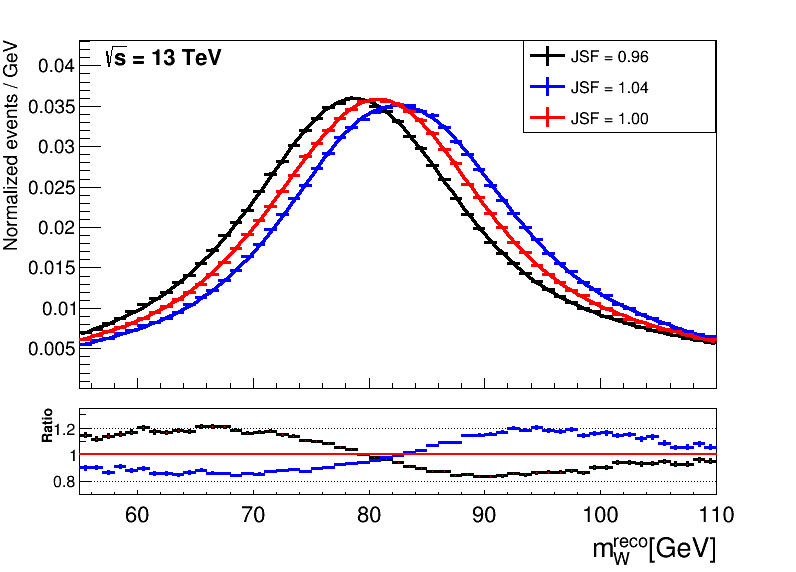 √s = 13 TeV
JSF = 0.96
JSF = 1.04
JSF = 1.00
Normalized events / GeV
0.04
0.035
0.03
0.025
0.02
0.015
0.01
0.005
Ratio
1.2
1
0.8
60 70 80 90 100 110
m_W^reco[GeV]